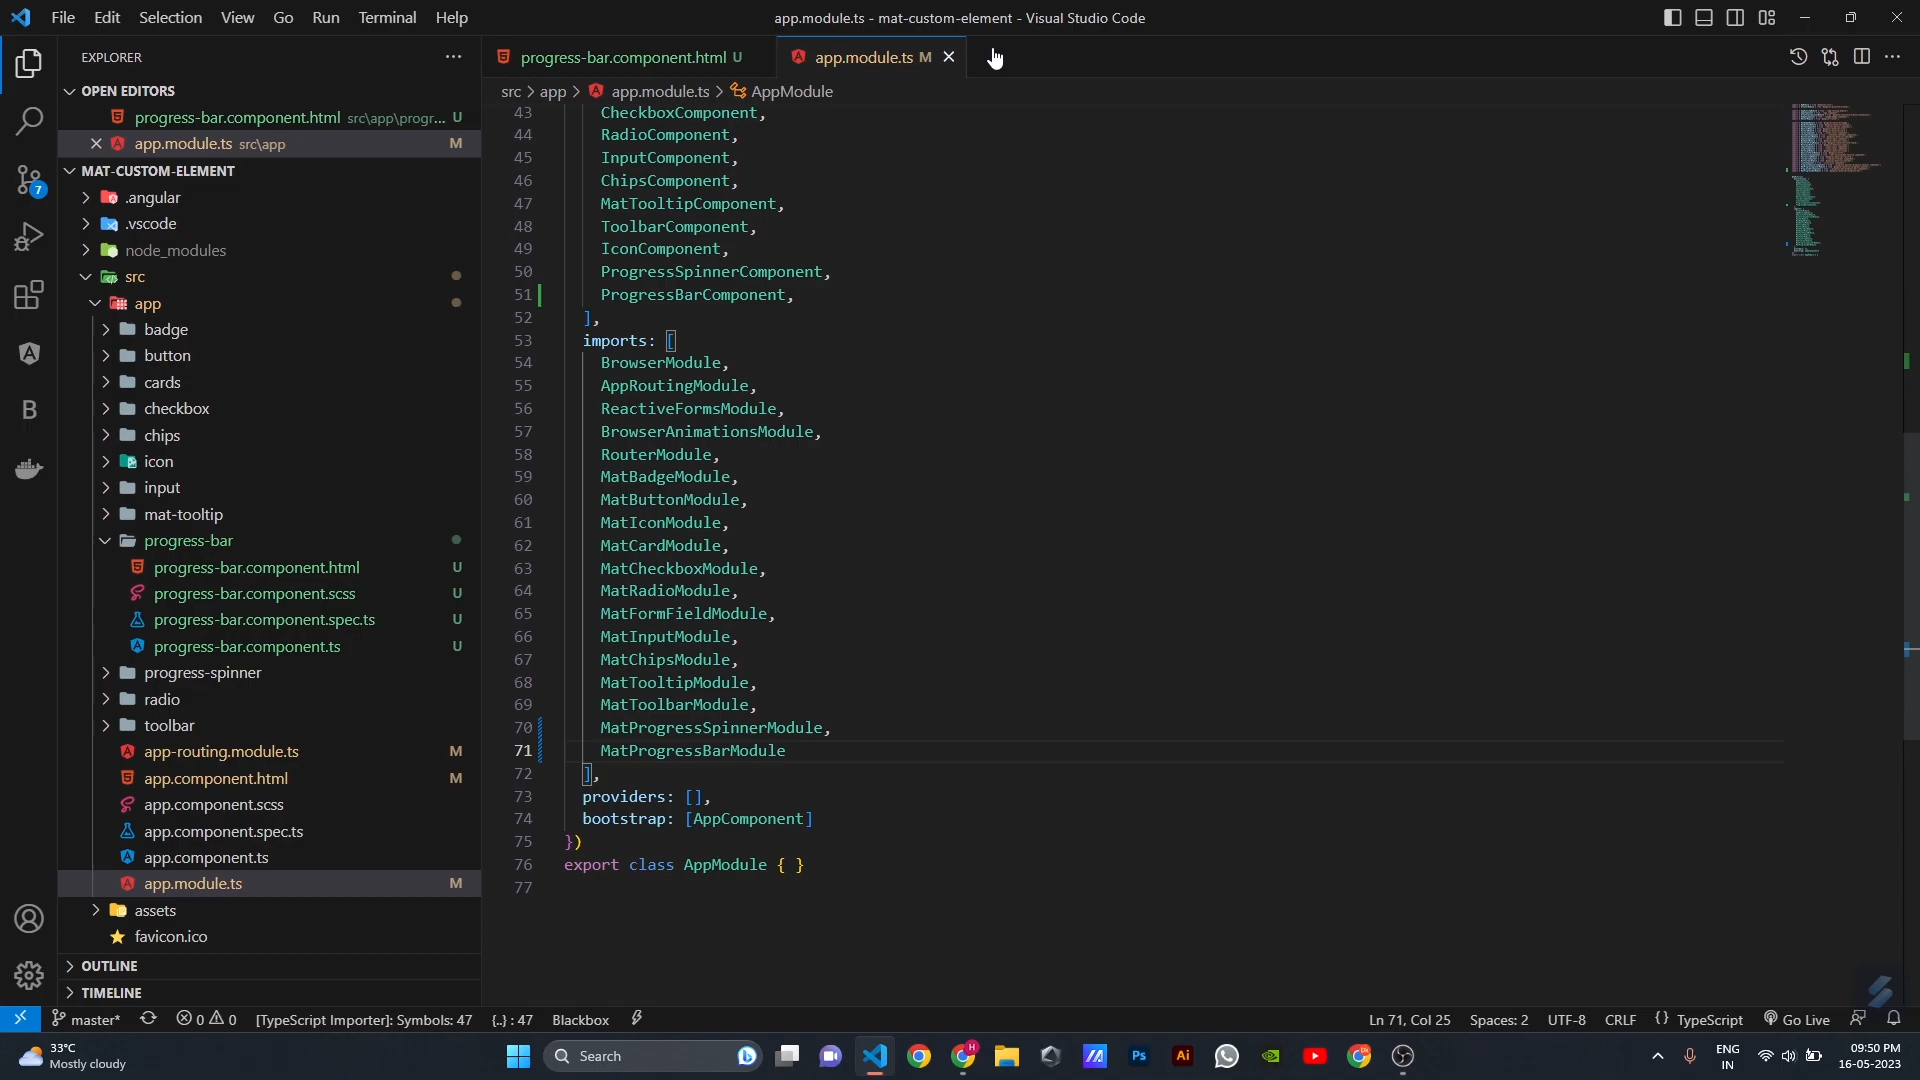 File Edit Selection View Go Run Terminal Help
app.module.ts - mat-custom-element - Visual Studio Code
EXPLORER
progress-bar.component.html U
app.module.ts M
OPEN EDITORS
progress-bar.component.html src\app\progr... U
app.module.ts src\app M
MAT-CUSTOM-ELEMENT
.angular
.vscode
node_modules
src
app
badge
button
cards
checkbox
chips
icon
input
mat-tooltip
progress-bar
progress-bar.component.html U
progress-bar.component.scss U
progress-bar.component.spec.ts U
progress-bar.component.ts U
progress-spinner
radio
toolbar
app-routing.module.ts M
app.component.html M
app.component.scss
app.component.spec.ts
app.component.ts
app.module.ts M
assets
favicon.ico
OUTLINE
TIMELINE
7
B
src > app > app.module.ts > AppModule
43 CheckboxComponent,
44 RadioComponent,
45 InputComponent,
46 ChipsComponent,
47 MatTooltipComponent,
48 ToolbarComponent,
49 IconComponent,
50 ProgressSpinnerComponent,
51 ProgressBarComponent,
52 ],
53 imports: [
54 BrowserModule,
55 AppRoutingModule,
56 ReactiveFormsModule,
57 BrowserAnimationsModule,
58 RouterModule,
59 MatBadgeModule,
60 MatButtonModule,
61 MatIconModule,
62 MatCardModule,
63 MatCheckboxModule,
64 MatRadioModule,
65 MatFormFieldModule,
66 MatInputModule,
67 MatChipsModule,
68 MatTooltipModule,
69 MatToolbarModule,
70 MatProgressSpinnerModule,
71 MatProgressBarModule
72 ],
73 providers: [],
74 bootstrap: [AppComponent]
75 })
76 export class AppModule { }
77
master* 0 0 [TypeScript Importer]: Symbols: 47 {..} : 47 Blackbox
Ln 71, Col 25 Spaces: 2 UTF-8 CRLF {} TypeScript Go Live
33°C
Mostly cloudy
Search
H
Ps
Ai
ENG
IN
09:50 PM
16-05-2023